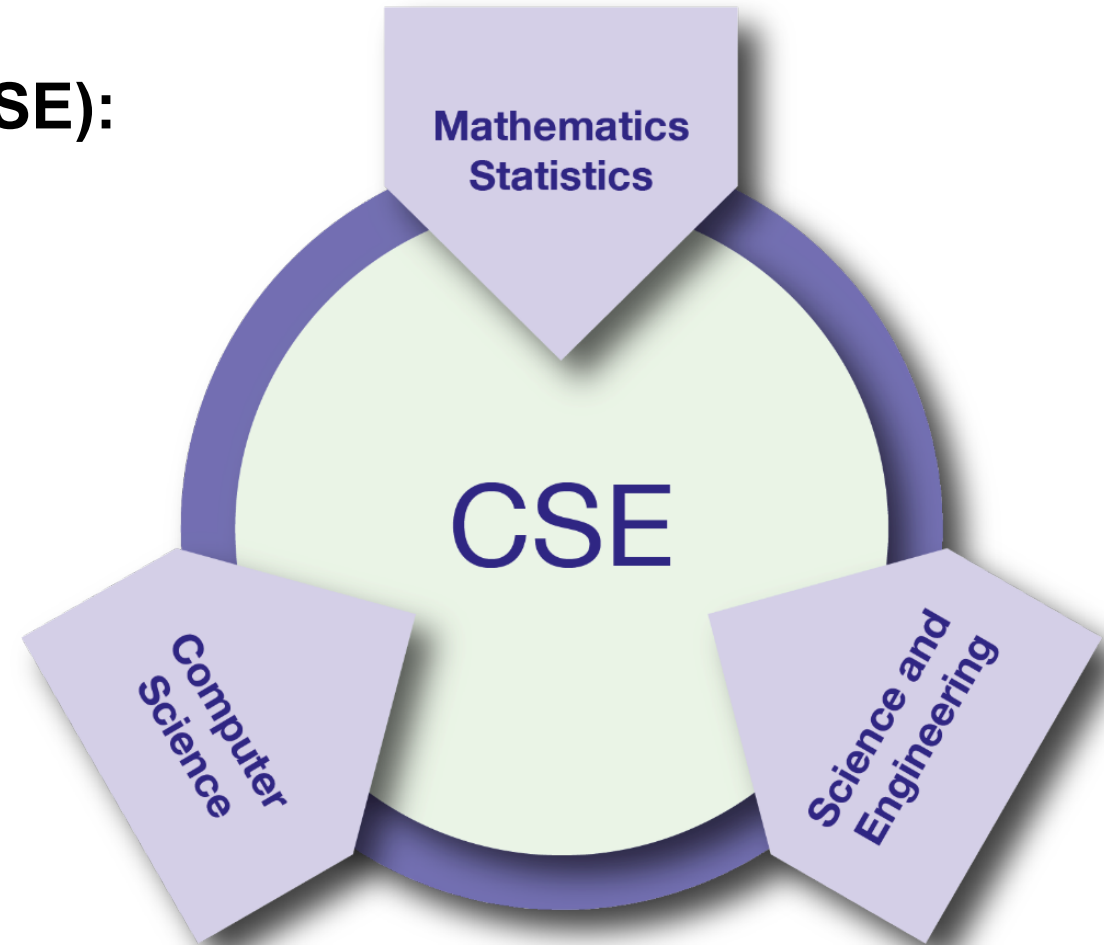 SE):
Mathematics
Statistics
CSE
Computer
Science
Science and
Engineering